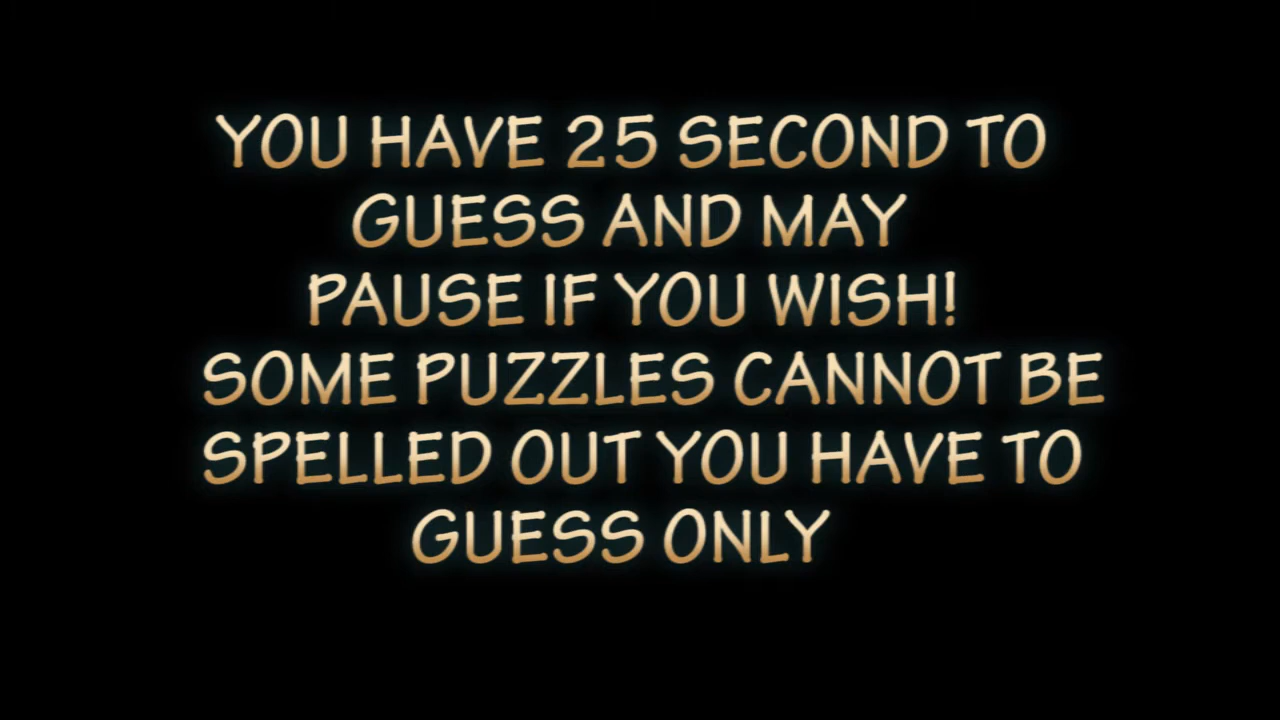 YOU HAVE 25 SECOND TO
GUESS AND MAY
PAUSE IF YOU WISH!
SOME PUZZLES CANNOT BE
SPELLED OUT YOU HAVE TO
GUESS ONLY